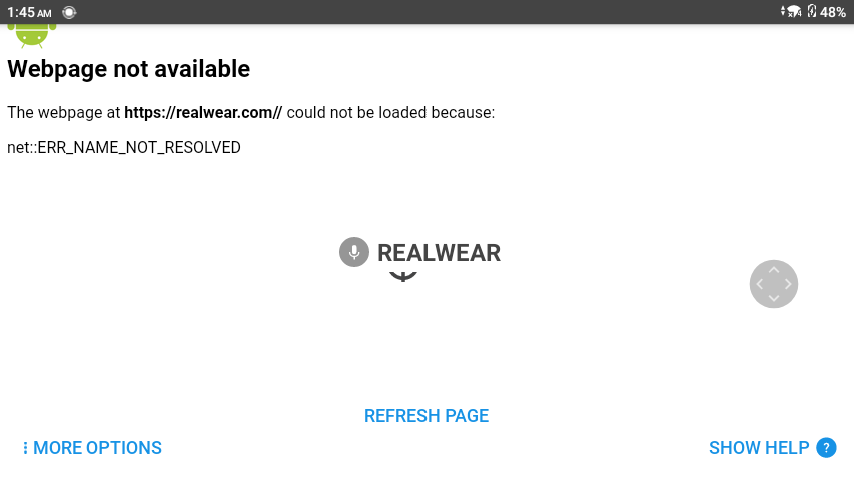 1:45 AM 48%
Webpage not available
The webpage at https://realwear.com// could not be loaded because:
net::ERR_NAME_NOT_RESOLVED
REALWEAR
REFRESH PAGE
MORE OPTIONS
SHOW HELP ?